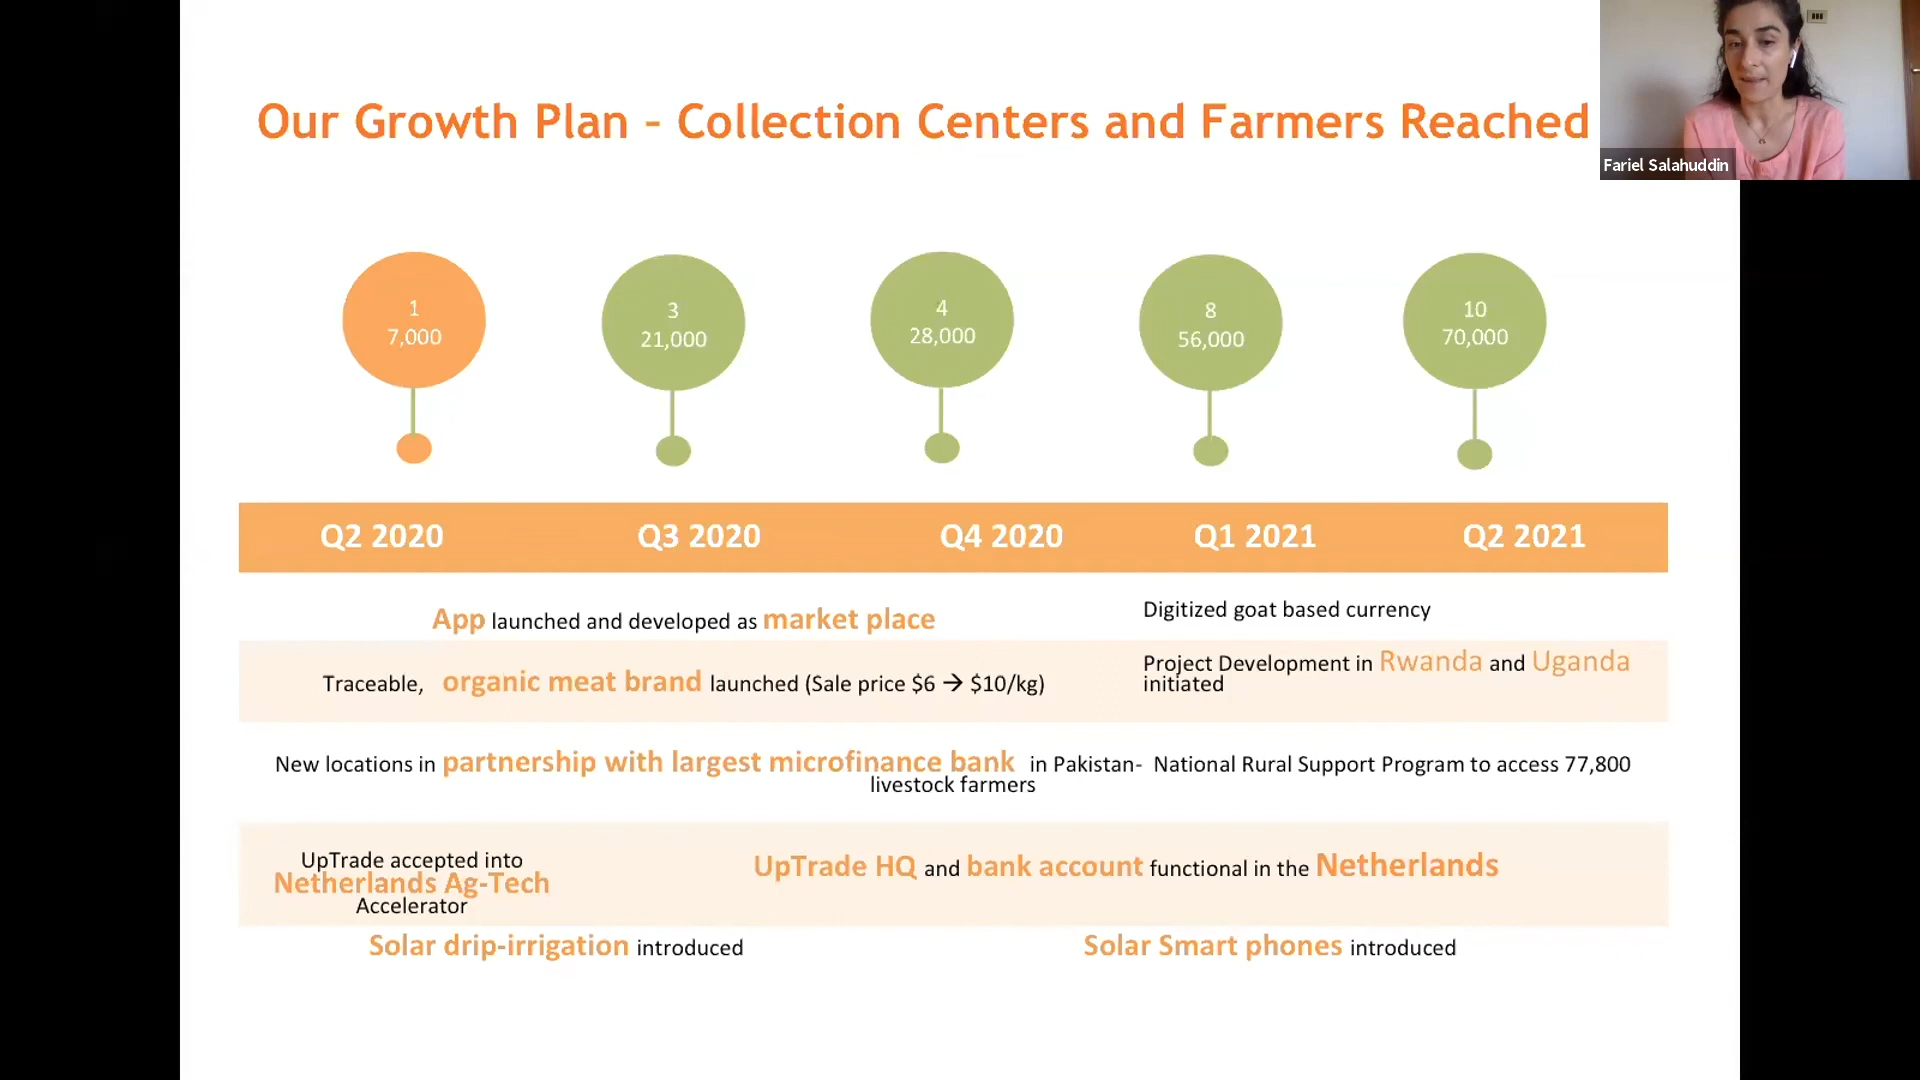 Our Growth Plan - Collection Centers and Farmers Reached
Fariel Salahuddin
1
7,000
3
21,000
4
28,000
8
56,000
10
70,000
Q2 2020
Q3 2020
Q4 2020
Q1 2021
Q2 2021
App launched and developed as market place
Digitized goat based currency
Traceable, organic meat brand launched (Sale price $6 → $10/kg)
Project Development in Rwanda and Uganda
initiated
New locations in partnership with largest microfinance bank in Pakistan- National Rural Support Program to access 77,800
livestock farmers
UpTrade accepted into
Netherlands Ag-Tech
Accelerator
UpTrade HQ and bank account functional in the Netherlands
Solar drip-irrigation introduced
Solar Smart phones introduced